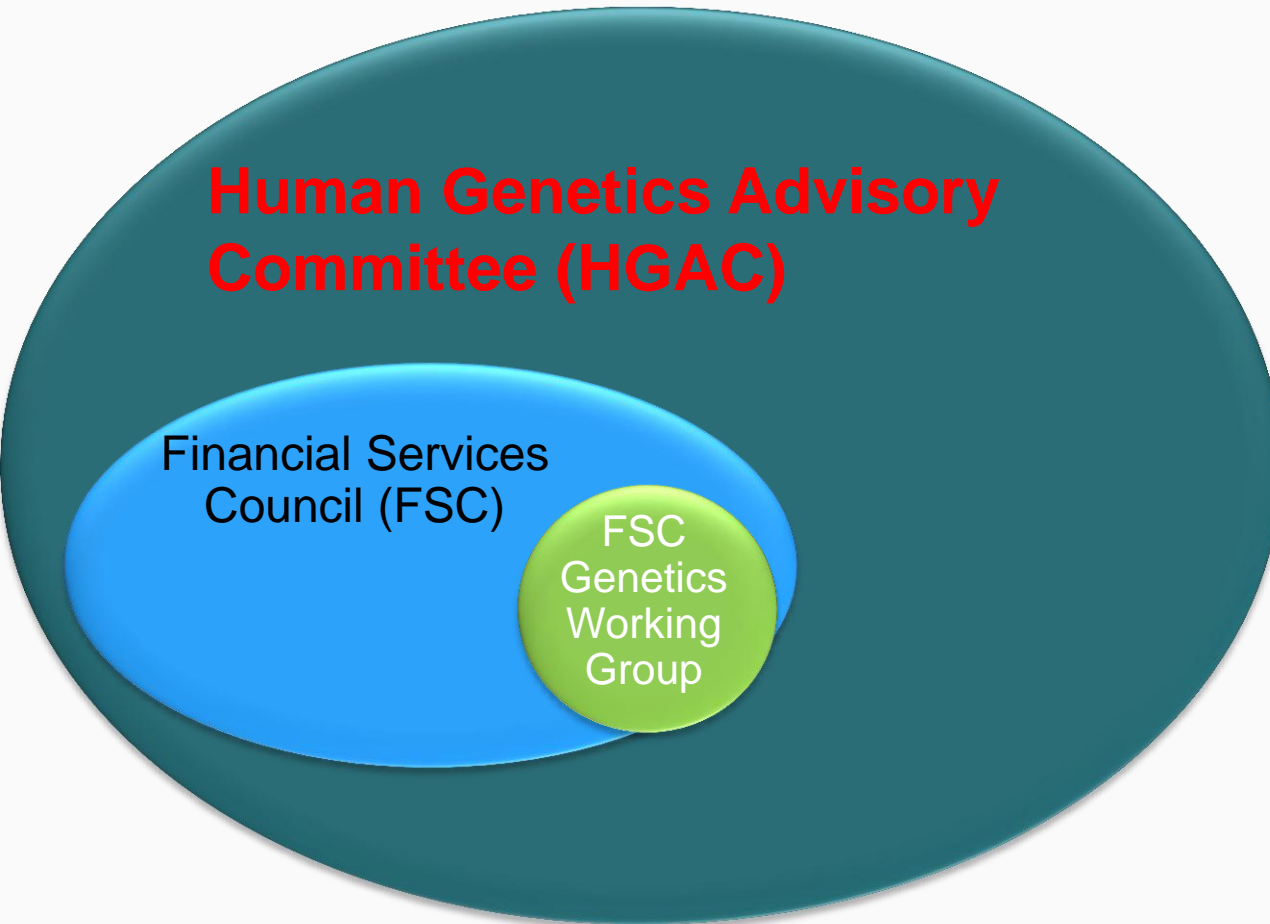 Human Genetics Advisory
Committee (HGAC)
Financial Services
Council (FSC)
FSC
Genetics
Working
Group